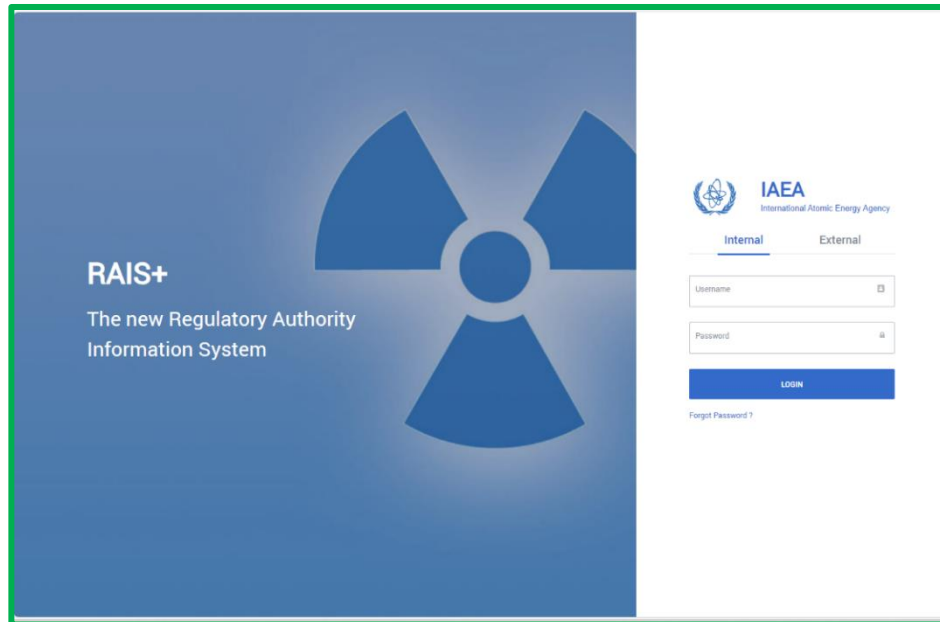 RAIS+
The new Regulatory Authority
Information System
IAEA
International Atomic Energy Agency
Internal External
Username
Password
LOGIN
Forgot Password ?